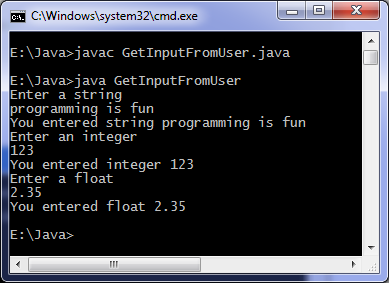 C:\Windows\system32\cmd.exe
E:\Java>javac GetInputFromUser.java
E:\Java>java GetInputFromUser
Enter a string
programming is fun
You entered string programming is fun
Enter an integer
123
You entered integer 123
Enter a float
2.35
You entered float 2.35
E:\Java>